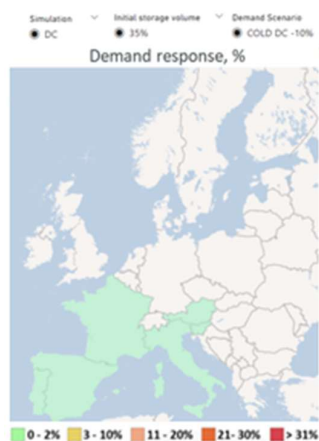 Simulation Initial storage volume Demand Scenario
DC 35% COLD DC -10%
Demand response, %
0 - 2% 3 - 10% 11 - 20% 21- 30% > 31%